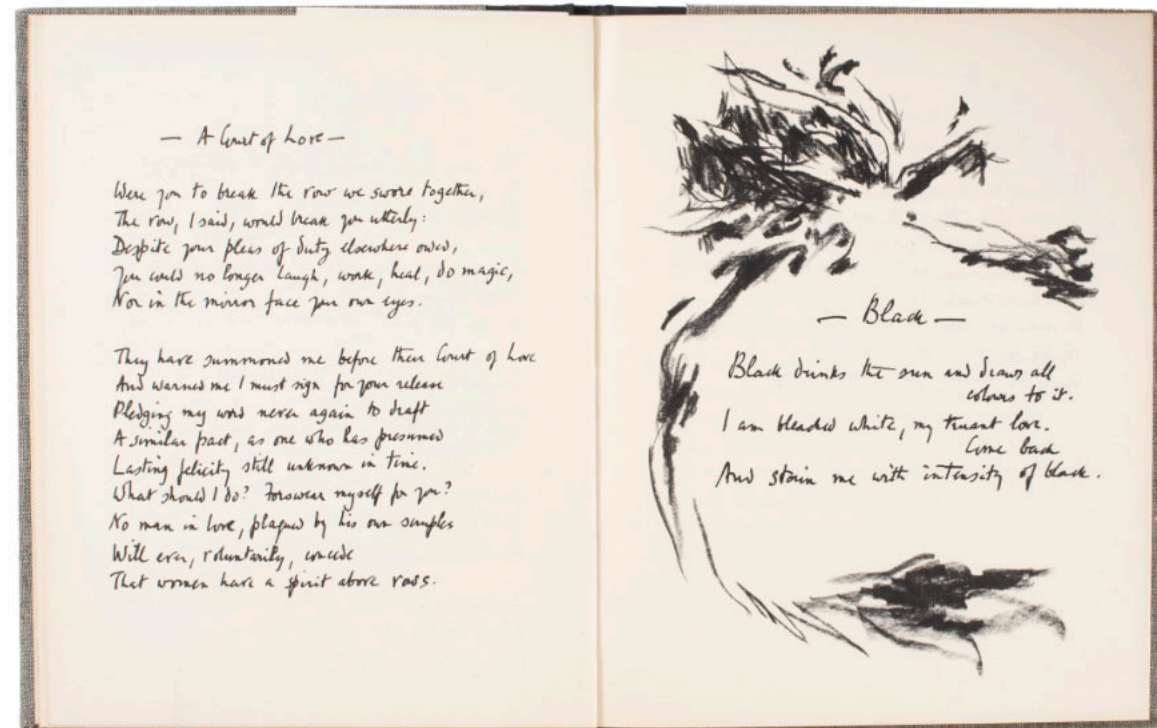 — A Court of Love —
Were you to break the vow we swore together,
The vow, I said, would break you utterly:
Despite your pleas of duty elsewhere owed,
You could no longer laugh, work, heal, do magic,
Nor in the mirror face your own eyes.
They have summoned me before their Court of Love
And warned me I must sign for your release
Pledging my word never again to draft
A similar pact, as one who has presumed
Lasting felicity still unknown in time.
What should I do? Forswear myself for you?
No man in love, plagued by his own scruples
Will ever, voluntarily, concede
That women have a spirit above vows.
— Black —
Black drinks the sun and draws all
colours to it.
I am bleached white, my truant love.
Come back
And stain me with intensity of black.